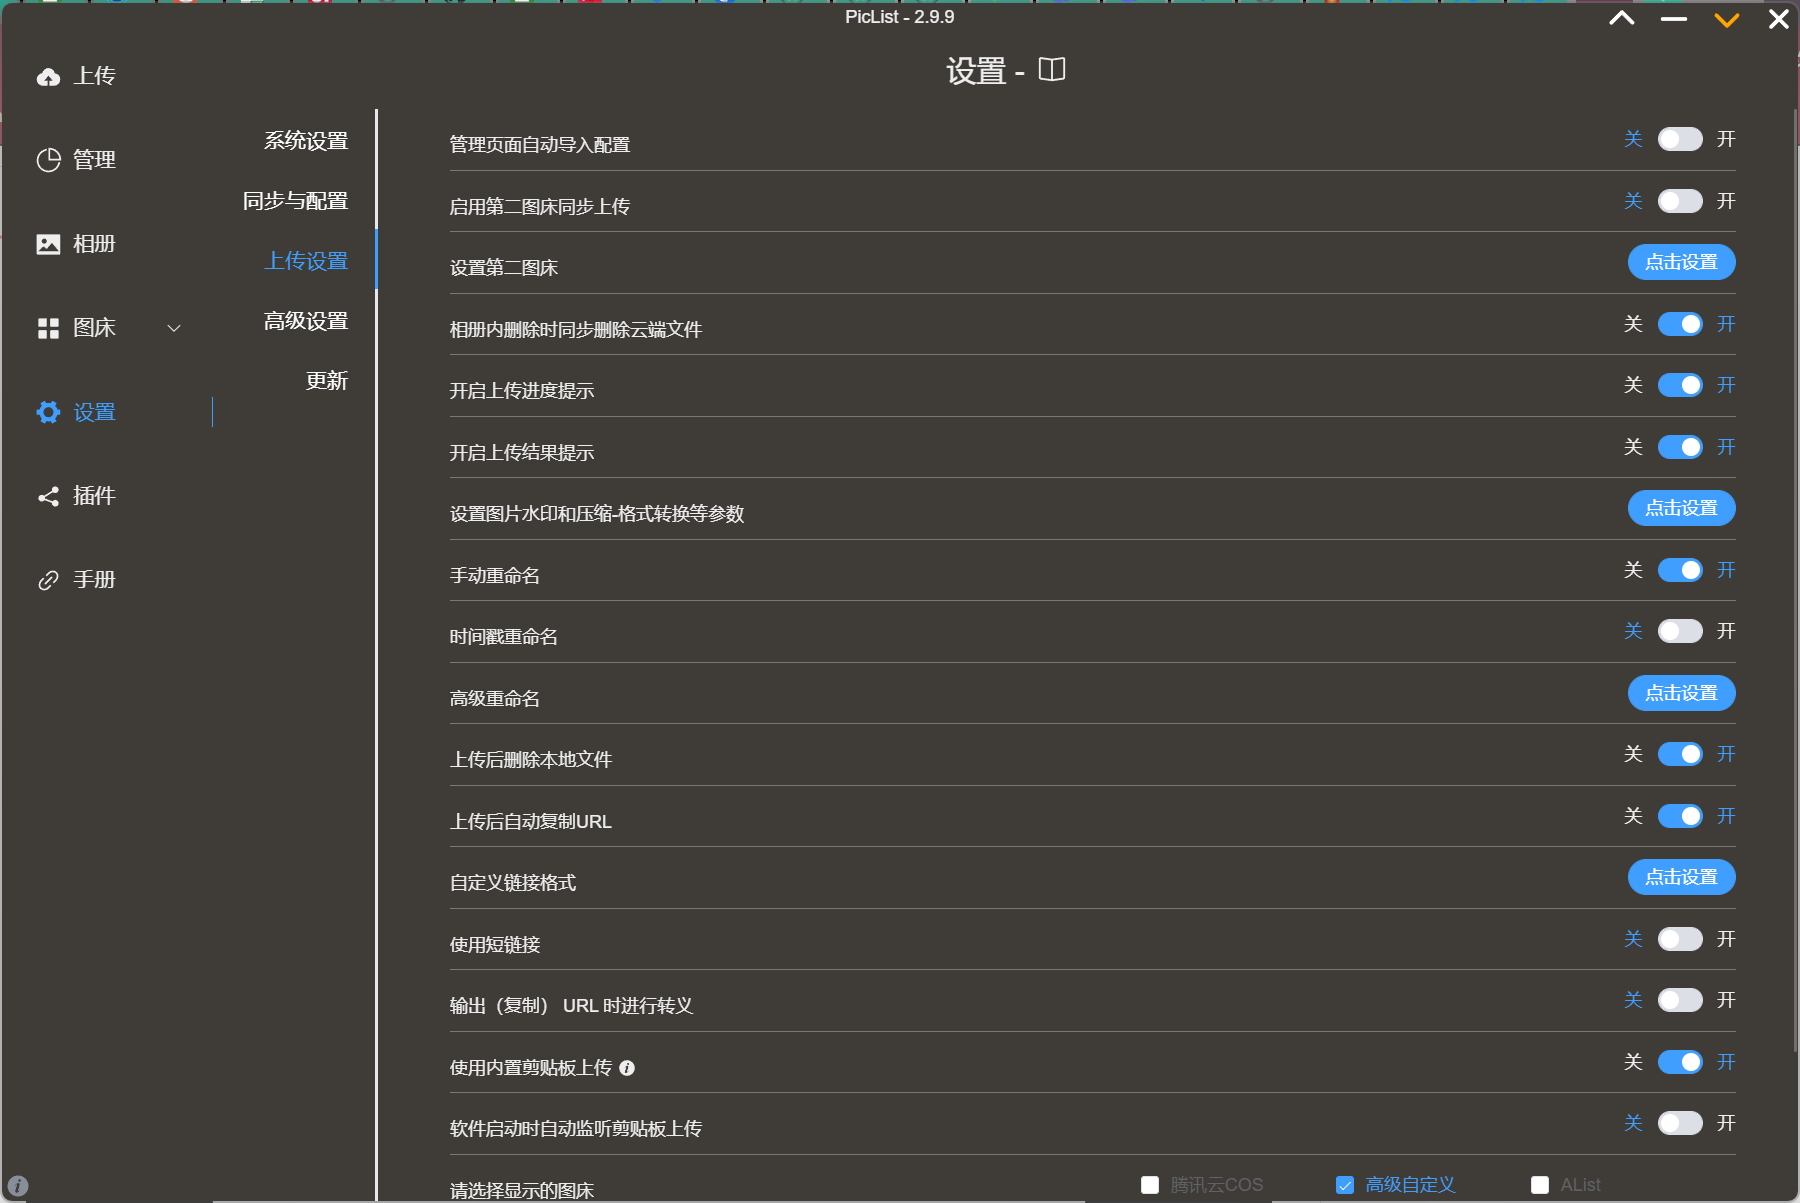 PicList - 2.9.9
设置 -
上传
管理
相册
图床
设置
插件
手册
系统设置
同步与配置
上传设置
高级设置
更新
管理页面自动导入配置 关 开
启用第二图床同步上传 关 开
设置第二图床 点击设置
相册内删除时同步删除云端文件 关 开
开启上传进度提示 关 开
开启上传结果提示 关 开
设置图片水印和压缩-格式转换等参数 点击设置
手动重命名 关 开
时间戳重命名 关 开
高级重命名 点击设置
上传后删除本地文件 关 开
上传后自动复制URL 关 开
自定义链接格式 点击设置
使用短链接 关 开
输出（复制） URL 时进行转义 关 开
使用内置剪贴板上传 关 开
软件启动时自动监听剪贴板上传 关 开
请选择显示的图床 腾讯云COS 高级自定义 AList